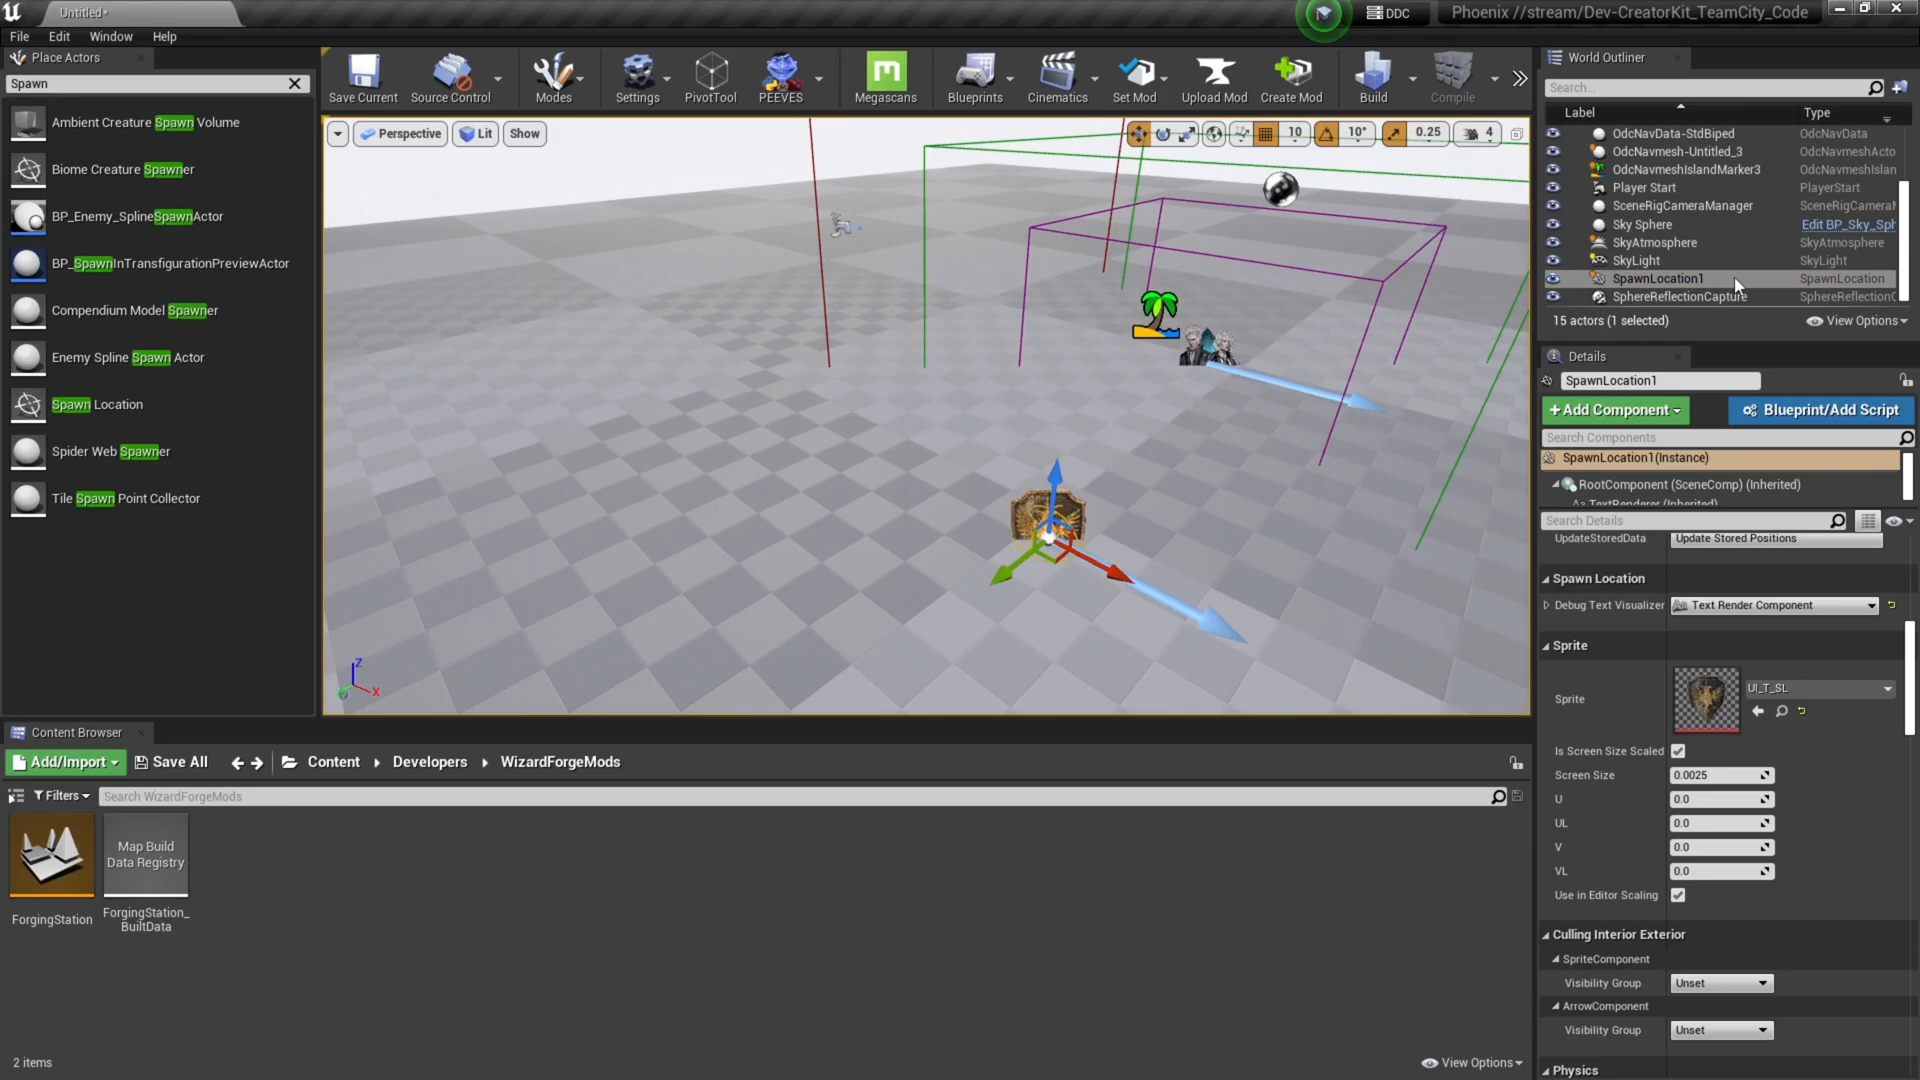 Untitled*
DDC
Phoenix //stream/Dev-CreatorKit_TeamCity_Code
File Edit Window Help
Place Actors
Spawn
Ambient Creature Spawn Volume
Biome Creature Spawner
BP_Enemy_SplineSpawnActor
BP_SpawnInTransfigurationPreviewActor
Compendium Model Spawner
Enemy Spline Spawn Actor
Spawn Location
Spider Web Spawner
Tile Spawn Point Collector
Save Current
Source Control
Modes
Settings
PivotTool
PEEVES
Megascans
Blueprints
Cinematics
Set Mod
Upload Mod
Create Mod
Build
Compile
Perspective
Lit
Show
10
10°
0.25
4
Z
X
World Outliner
Search...
Label Type
OdcNavData-StdBiped OdcNavData
OdcNavmesh-Untitled_3 OdcNavmeshActo
OdcNavmeshIslandMarker3 OdcNavmeshIslan
Player Start PlayerStart
SceneRigCameraManager SceneRigCameraM
Sky Sphere Edit BP_Sky_Sph
SkyAtmosphere SkyAtmosphere
SkyLight SkyLight
SpawnLocation1 SpawnLocation
SphereReflectionCapture SphereReflectionC
15 actors (1 selected)
View Options
Details
SpawnLocation1
+Add Component
Blueprint/Add Script
Search Components
SpawnLocation1(Instance)
RootComponent (SceneComp) (Inherited)
TextRenderer (Inherited)
Search Details
UpdateStoredData Update Stored Positions
Spawn Location
Debug Text Visualizer Text Render Component
Sprite
Sprite UI_T_SL
Is Screen Size Scaled
Screen Size 0.0025
U 0.0
UL 0.0
V 0.0
VL 0.0
Use in Editor Scaling
Culling Interior Exterior
SpriteComponent
Visibility Group Unset
ArrowComponent
Visibility Group Unset
Physics
Content Browser
Add/Import
Save All
Content
Developers
WizardForgeMods
Filters
Search WizardForgeMods
Map Build
Data Registry
ForgingStation
ForgingStation_
BuiltData
2 items
View Options